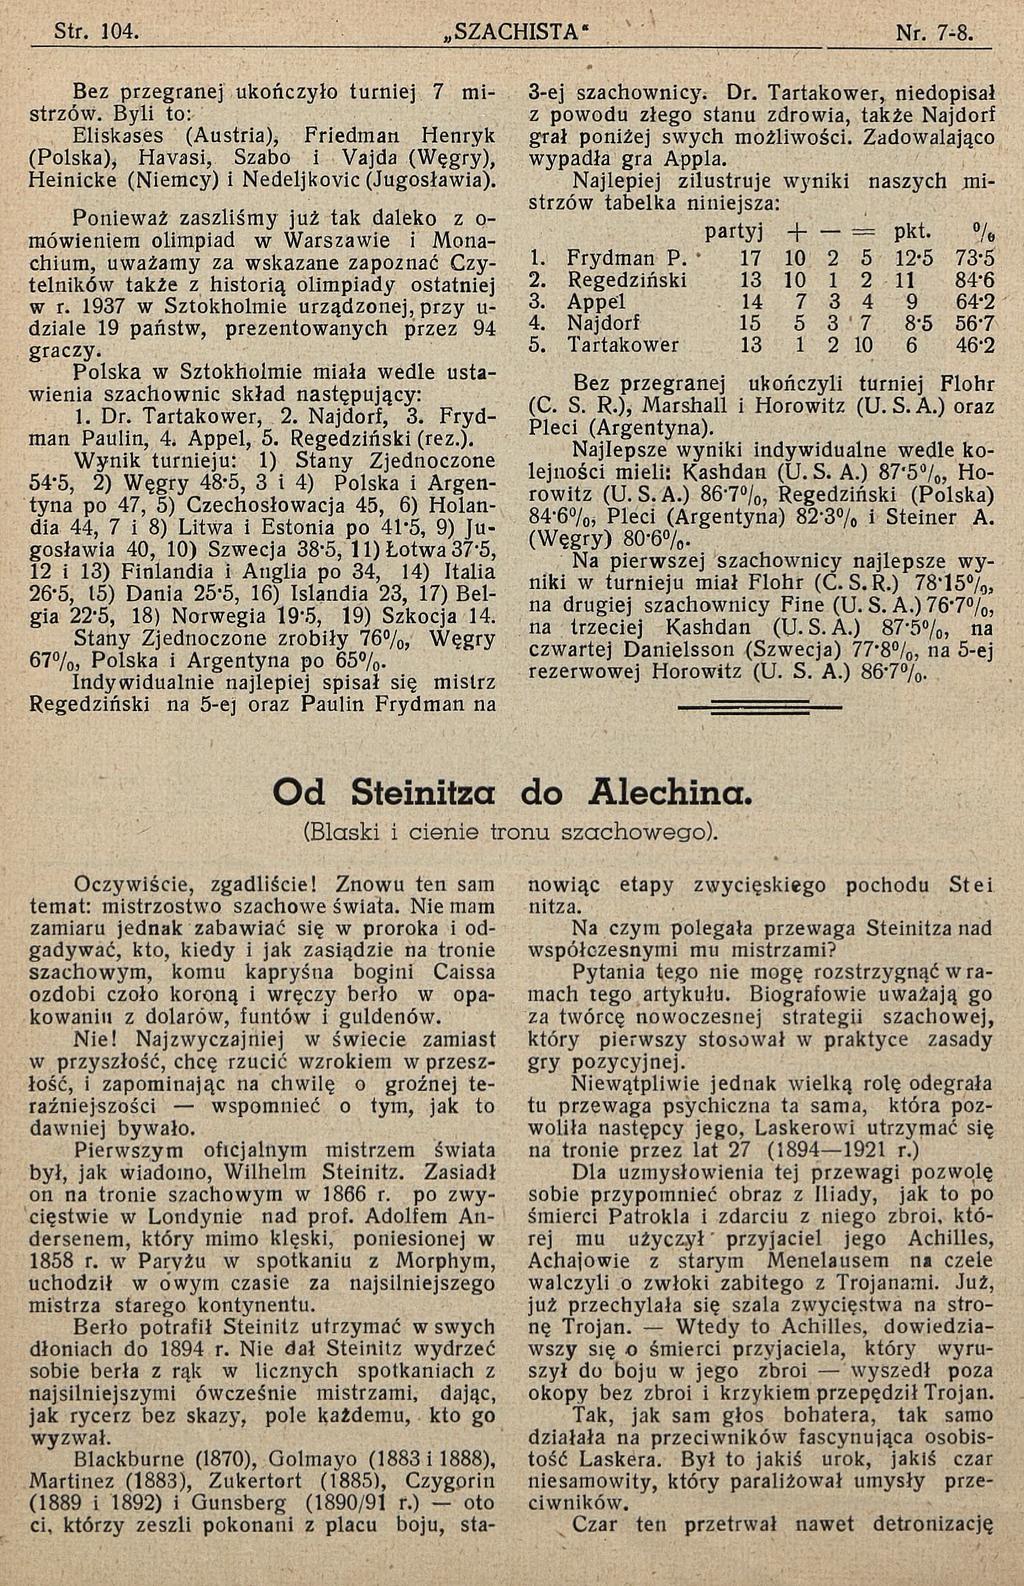 Str. 104. „SZACHISTA“ Nr. 7-8.
Bez przegranej ukończyło turniej 7 mi-
strzów. Byli to:
Eliskases (Austria), Friedman Henryk
(Polska), Havasi, Szabo i Vajda (Węgry),
Heinicke (Niemcy) i Nedeljkovic (Jugosławia).
Ponieważ zaszliśmy już tak daleko z o-
mówieniem olimpiad w Warszawie i Mona-
chium, uważamy za wskazane zapoznać Czy-
telników także z historią olimpiady ostatniej
w r. 1937 w Sztokholmie urządzonej, przy u-
dziale 19 państw, prezentowanych przez 94
graczy.
Polska w Sztokholmie miała wedle usta-
wienia szachownic skład następujący:
1. Dr. Tartakower, 2. Najdorf, 3. Fryd-
man Paulin, 4. Appel, 5. Regedziński (rez.).
Wynik turnieju: 1) Stany Zjednoczone
54·5, 2) Węgry 48·5, 3 i 4) Polska i Argen-
tyna po 47, 5) Czechosłowacja 45, 6) Holan-
dia 44, 7 i 8) Litwa i Estonia po 41·5, 9) Ju-
gosławia 40, 10) Szwecja 38·5, 11) Łotwa 37·5,
12 i 13) Finlandia i Anglia po 34, 14) Italia
26·5, 15) Dania 25·5, 16) Islandia 23, 17) Bel-
gia 22·5, 18) Norwegia 19·5, 19) Szkocja 14.
Stany Zjednoczone zrobiły 76%, Węgry
67%, Polska i Argentyna po 65%.
Indywidualnie najlepiej spisał się mistrz
Regedziński na 5-ej oraz Paulin Frydman na
3-ej szachownicy. Dr. Tartakower, niedopisał
z powodu złego stanu zdrowia, także Najdorf
grał poniżej swych możliwości. Zadowalająco
wypadła gra Appla.
Najlepiej zilustruje wyniki naszych mi-
strzów tabelka niniejsza:
partyj + — = pkt. %
1. Frydman P. 17 10 2 5 12·5 73·5
2. Regedziński 13 10 1 2 11 84·6
3. Appel 14 7 3 4 9 64·2
4. Najdorf 15 5 3 7 8·5 56·7
5. Tartakower 13 1 2 10 6 46·2
Bez przegranej ukończyli turniej Flohr
(C. S. R.), Marshall i Horowitz (U. S. A.) oraz
Pleci (Argentyna).
Najlepsze wyniki indywidualne wedle ko-
lejności mieli: Kashdan (U. S. A.) 87·5%, Ho-
rowitz (U. S. A.) 86·7%, Regedziński (Polska)
84·6%, Pleci (Argentyna) 82·3% i Steiner A.
(Węgry) 80·6%.
Na pierwszej szachownicy najlepsze wy-
niki w turnieju miał Flohr (C. S. R.) 78·15%,
na drugiej szachownicy Fine (U. S. A.) 76·7%,
na trzeciej Kashdan (U. S. A.) 87·5%, na
czwartej Danielsson (Szwecja) 77·8%, na 5-ej
rezerwowej Horowitz (U. S. A.) 86·7%.
Od Steinitza do Alechina.
(Blaski i cienie tronu szachowego).
Oczywiście, zgadliście! Znowu ten sam
temat: mistrzostwo szachowe świata. Nie mam
zamiaru jednak zabawiać się w proroka i od-
gadywać, kto, kiedy i jak zasiądzie na tronie
szachowym, komu kapryśna bogini Caissa
ozdobi czoło koroną i wręczy berło w opa-
kowaniu z dolarów, funtów i guldenów.
Nie! Najzwyczajniej w świecie zamiast
w przyszłość, chcę rzucić wzrokiem w przesz-
łość, i zapominając na chwilę o groźnej te-
raźniejszości — wspomnieć o tym, jak to
dawniej bywało.
Pierwszym oficjalnym mistrzem świata
był, jak wiadomo, Wilhelm Steinitz. Zasiadł
on na tronie szachowym w 1866 r. po zwy-
cięstwie w Londynie nad prof. Adolfem An-
dersenem, który mimo klęski, poniesionej w
1858 r. w Paryżu w spotkaniu z Morphym,
uchodził w owym czasie za najsilniejszego
mistrza starego kontynentu.
Berło potrafił Steinitz utrzymać w swych
dłoniach do 1894 r. Nie dał Steinitz wydrzeć
sobie berła z rąk w licznych spotkaniach z
najsilniejszymi ówcześnie mistrzami, dając,
jak rycerz bez skazy, pole każdemu, kto go
wyzwał.
Blackburne (1870), Golmayo (1883 i 1888),
Martinez (1883), Zukertort (1885), Czygorin
(1889 i 1892) i Gunsberg (1890/91 r.) — oto
ci, którzy zeszli pokonani z placu boju, sta-
nowiąc etapy zwycięskiego pochodu Stei
nitza.
Na czym polegała przewaga Steinitza nad
współczesnymi mu mistrzami?
Pytania tego nie mogę rozstrzygnąć w ra-
mach tego artykułu. Biografowie uważają go
za twórcę nowoczesnej strategii szachowej,
który pierwszy stosował w praktyce zasady
gry pozycyjnej.
Niewątpliwie jednak wielką rolę odegrała
tu przewaga psychiczna ta sama, która poz-
woliła następcy jego, Laskerowi utrzymać się
na tronie przez lat 27 (1894—1921 r.)
Dla uzmysłowienia tej przewagi pozwolę
sobie przypomnieć obraz z Iliady, jak to po
śmierci Patrokla i zdarciu z niego zbroi, któ-
rej mu użyczył przyjaciel jego Achilles,
Achajowie z starym Menelausem na czele
walczyli o zwłoki zabitego z Trojanami. Już,
już przechylała się szala zwycięstwa na stro-
nę Trojan. — Wtedy to Achilles, dowiedzia-
wszy się o śmierci przyjaciela, który wyru-
szył do boju w jego zbroi — wyszedł poza
okopy bez zbroi i krzykiem przepędził Trojan.
Tak, jak sam głos bohatera, tak samo
działała na przeciwników fascynująca osobis-
tość Laskera. Był to jakiś urok, jakiś czar
niesamowity, który paraliżował umysły prze-
ciwników.
Czar ten przetrwał nawet detronizację